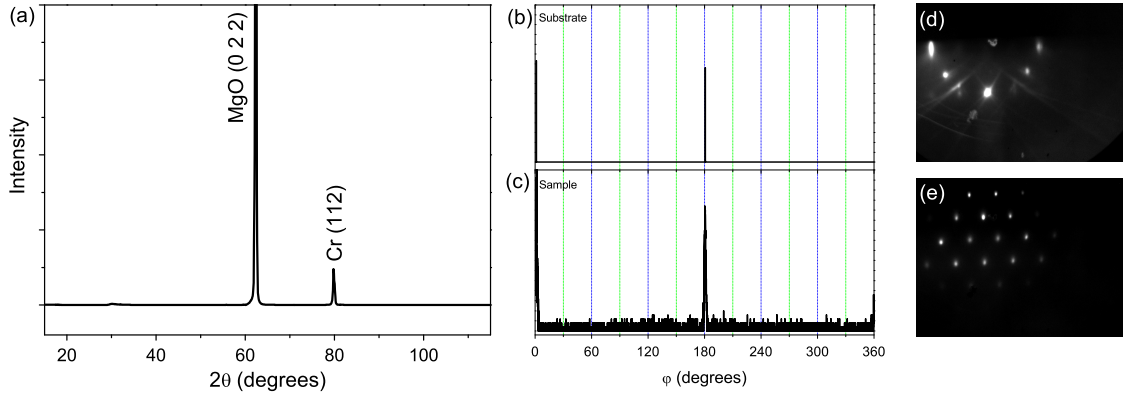 (a)
Intensity
MgO (0 2 2)
Cr (112)
20 40 60 80 100
2θ (degrees)
(b)
Substrate
(c)
Sample
0 60 120 180 240 300 360
φ (degrees)
(d)
(e)